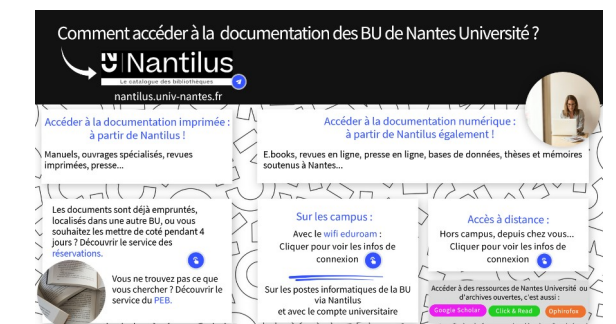 Comment accéder à la documentation des BU de Nantes Université ?
Nantilus
Le catalogue des bibliothèques
nantilus.univ-nantes.fr
Accéder à la documentation imprimée :
à partir de Nantilus !
Manuels, ouvrages spécialisés, revues
imprimées, presse...
Accéder à la documentation numérique :
à partir de Nantilus également !
E.books, revues en ligne, presse en ligne, bases de données, thèses et mémoires
soutenus à Nantes...
Les documents sont déjà empruntés,
localisés dans une autre BU, ou vous
souhaitez les mettre de coté pendant 4
jours ? Découvrir le service des
réservations.
Vous ne trouvez pas ce que
vous chercher ? Découvrir le
service du PEB.
Sur les campus :
Avec le wifi eduroam :
Cliquer pour voir les infos de
connexion
Sur les postes informatiques de la BU
via Nantilus
et avec le compte universitaire
Accès à distance :
Hors campus, depuis chez vous...
Cliquer pour voir les infos de
connexion
Accéder à des ressources de Nantes Université ou
d'archives ouvertes, c'est aussi :
Google Scholar Click & Read Ophirofox